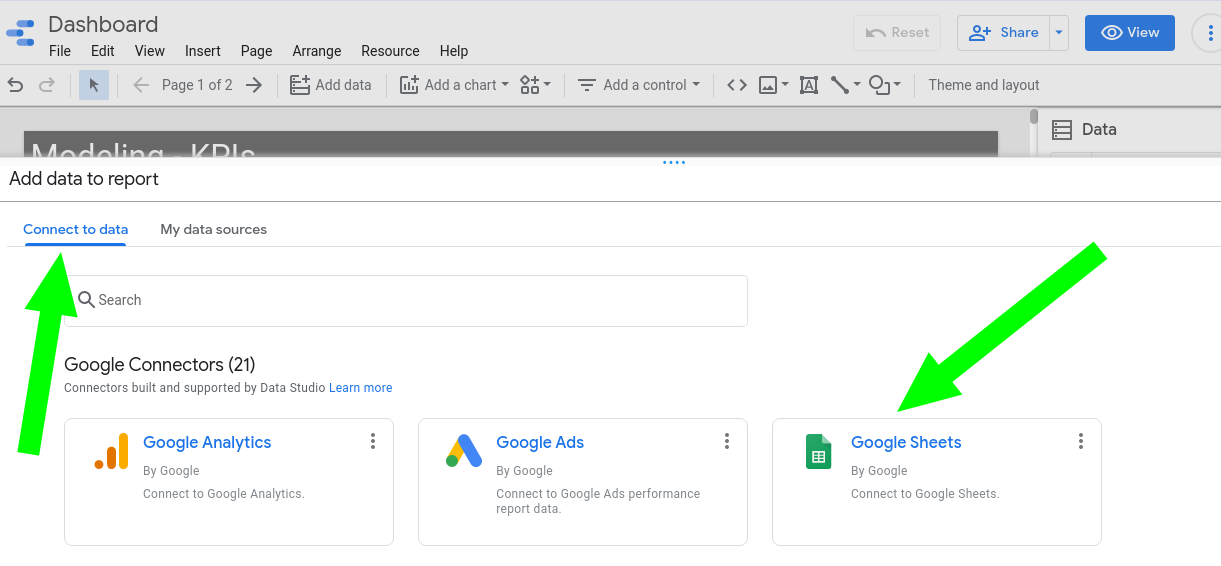 Dashboard
File Edit View Insert Page Arrange Resource Help
Reset
Share
View
Page 1 of 2
Add data
Add a chart
Add a control
Theme and layout
Modeling - KPIs
Data
Add data to report
Connect to data
My data sources
Search
Google Connectors (21)
Connectors built and supported by Data Studio Learn more
Google Analytics
By Google
Connect to Google Analytics.
Google Ads
By Google
Connect to Google Ads performance
report data.
Google Sheets
By Google
Connect to Google Sheets.